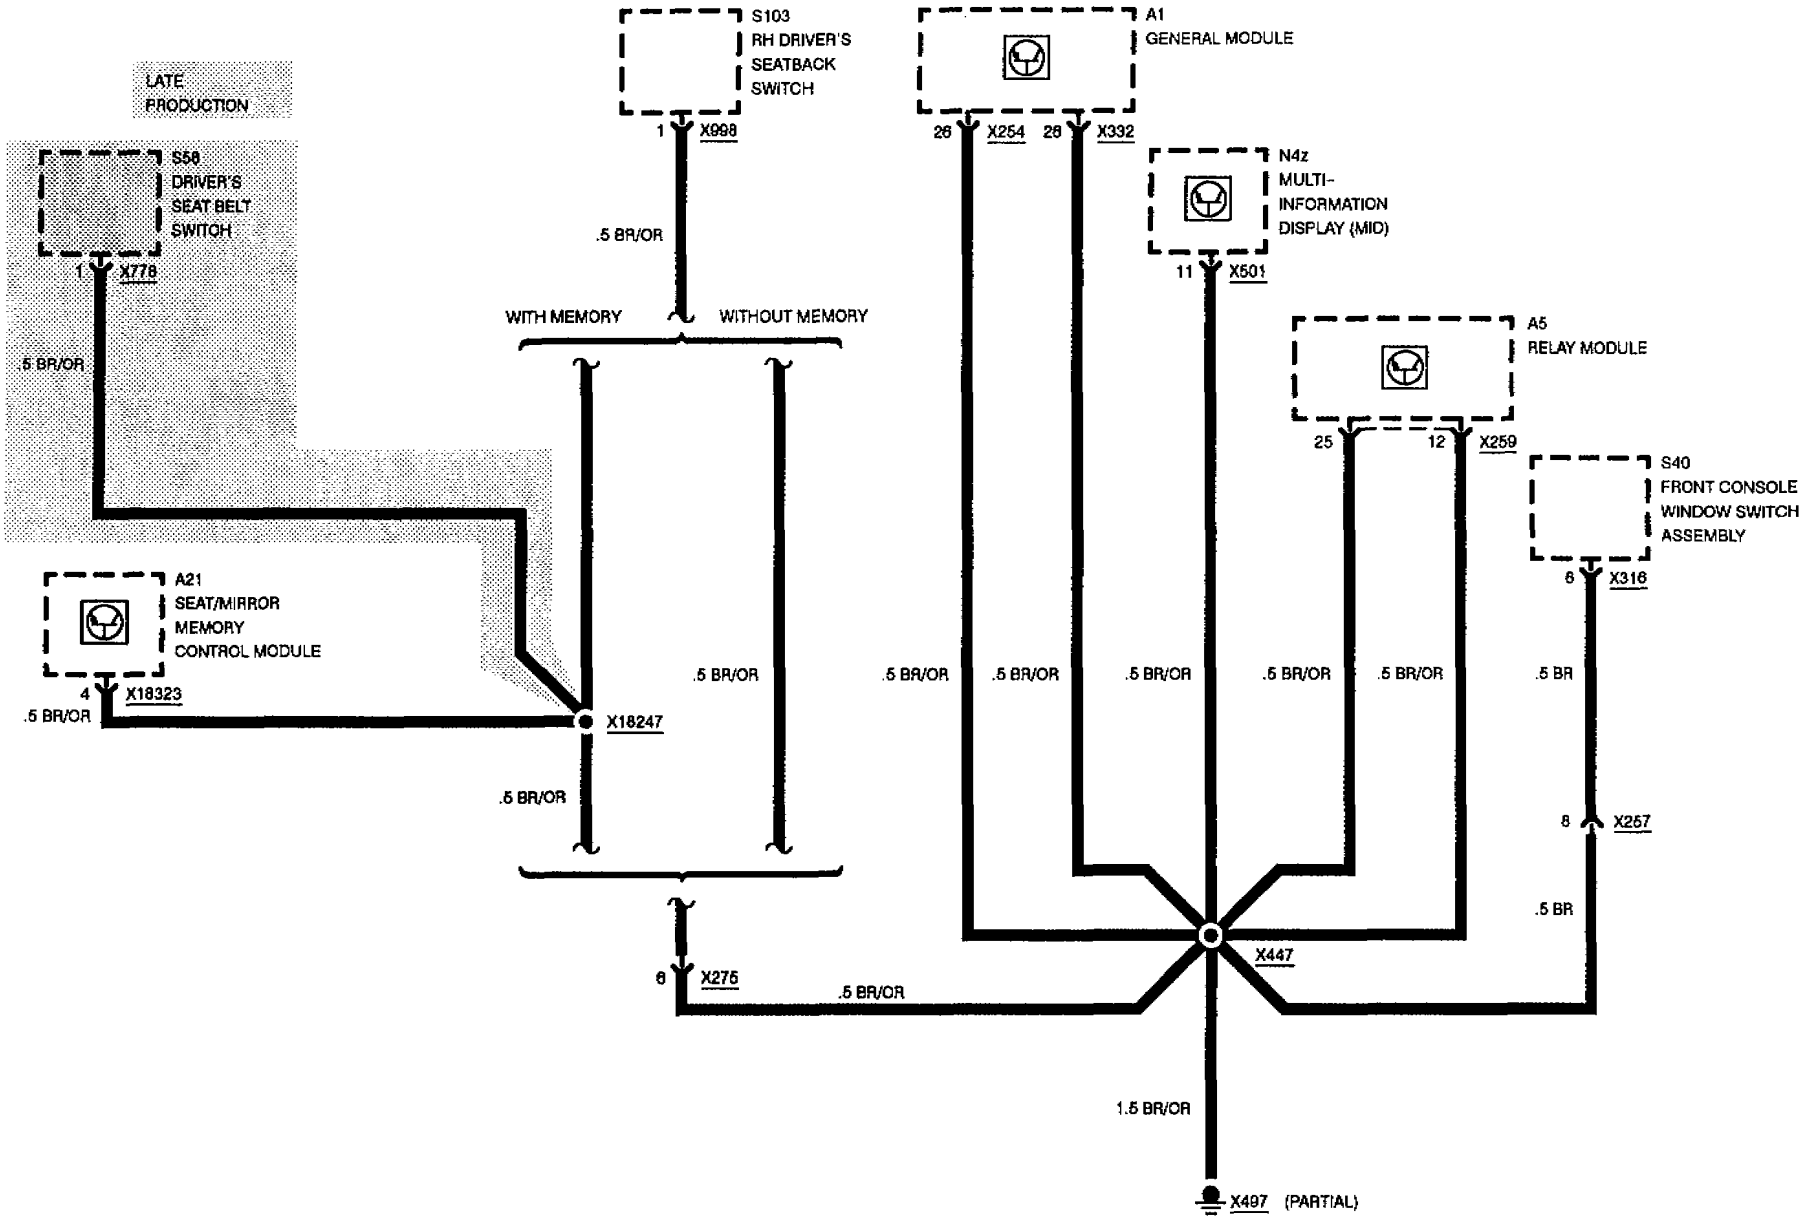 S103
RH DRIVER'S
SEATBACK
SWITCH
1 X998
.5 BR/OR
WITH MEMORY
WITHOUT MEMORY
LATE
PRODUCTION
S56
DRIVER'S
SEAT BELT
SWITCH
1 X778
.5 BR/OR
A21
SEAT/MIRROR
MEMORY
CONTROL MODULE
4 X18323
.5 BR/OR
X18247
.5 BR/OR
.5 BR/OR
6 X275
.5 BR/OR
A1
GENERAL MODULE
26 X254
28 X332
N4z
MULTI-
INFORMATION
DISPLAY (MID)
11 X501
A5
RELAY MODULE
25
12 X259
S40
FRONT CONSOLE
WINDOW SWITCH
ASSEMBLY
6 X316
.5 BR/OR
.5 BR/OR
.5 BR/OR
.5 BR/OR
.5 BR/OR
.5 BR
8 X257
.5 BR
X447
1.5 BR/OR
X497 (PARTIAL)